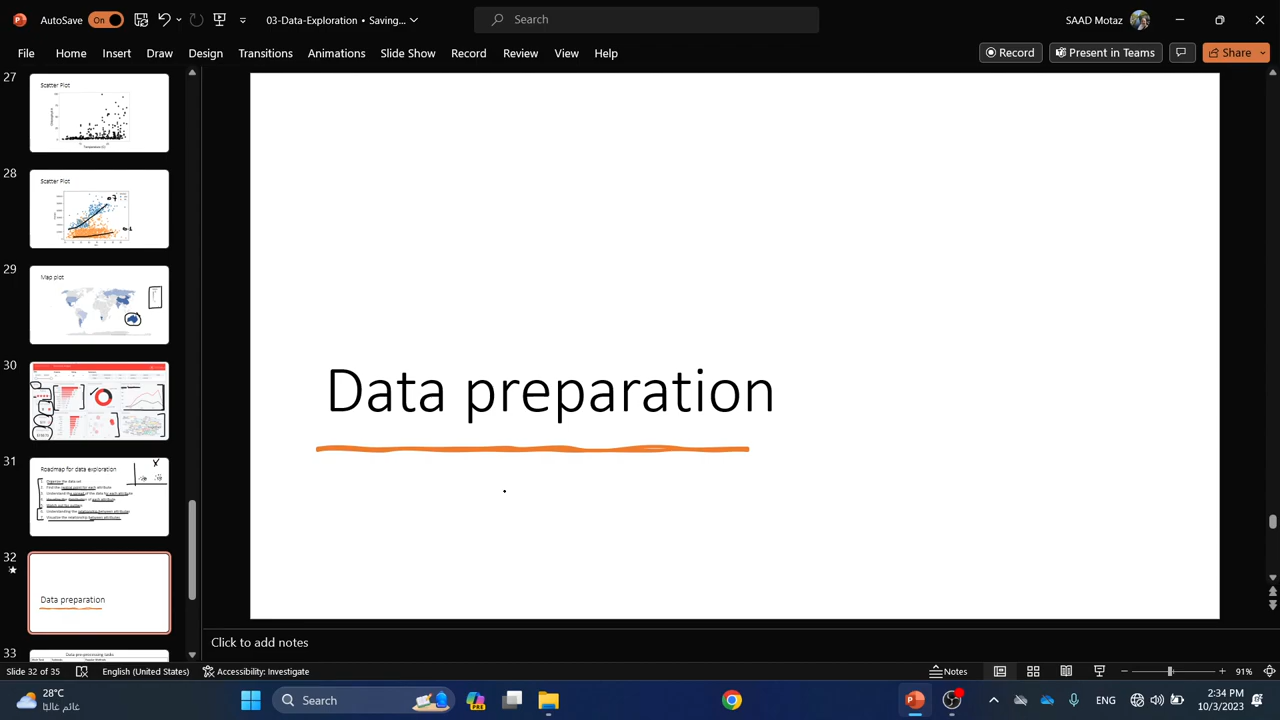 AutoSave On 03-Data-Exploration • Saving... Search SAAD Motaz
File Home Insert Draw Design Transitions Animations Slide Show Record Review View Help Record Present in Teams Share
27
Scatter Plot
28
Scatter Plot
29
Map plot
30
31
Roadmap for data exploration
32
Data preparation
33
Data pre-processing tasks
Data preparation
Click to add notes
Slide 32 of 35 English (United States) Accessibility: Investigate Notes 91%
28°C
غائم غالبًا
Search
ENG
2:34 PM
10/3/2023